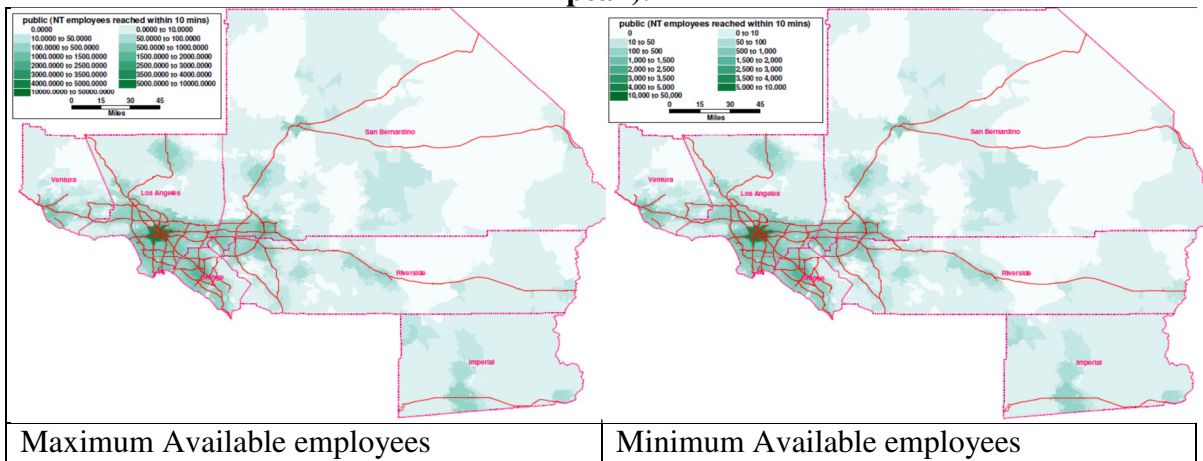 public (NT employees reached within 10 mins)
0.0000 0.0000 to 10.0000
10.0000 to 50.0000 50.0000 to 100.0000
100.0000 to 500.0000 500.0000 to 1000.0000
1000.0000 to 1500.0000 1500.0000 to 2000.0000
2000.0000 to 2500.0000 2500.0000 to 3000.0000
3000.0000 to 3500.0000 3500.0000 to 4000.0000
4000.0000 to 5000.0000 5000.0000 to 10000.0000
10000.0000 to 50000.0000
0 15 30 45
Miles
San Bernardino
Ventura
Los Angeles
Riverside
Imperial
public (NT employees reached within 10 mins)
0 0 to 10
10 to 50 50 to 100
100 to 500 500 to 1,000
1,000 to 1,500 1,500 to 2,000
2,000 to 2,500 2,500 to 3,000
3,000 to 3,500 3,500 to 4,000
4,000 to 5,000 5,000 to 10,000
10,000 to 50,000
0 15 30 45
Miles
San Bernardino
Ventura
Los Angeles
Riverside
Imperial
Maximum Available employees
Minimum Available employees